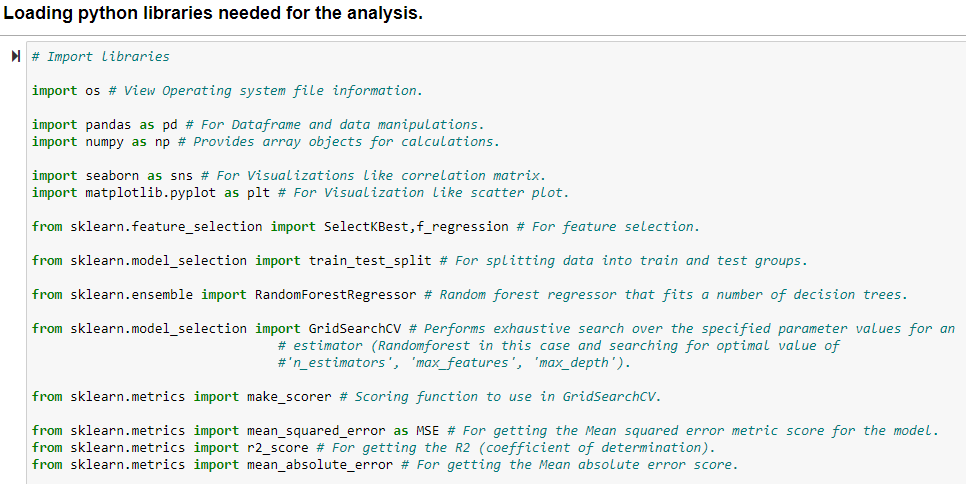 Loading python libraries needed for the analysis.
# Import libraries
import os # View Operating system file information.
import pandas as pd # For Dataframe and data manipulations.
import numpy as np # Provides array objects for calculations.
import seaborn as sns # For Visualizations like correlation matrix.
import matplotlib.pyplot as plt # For Visualization like scatter plot.
from sklearn.feature_selection import SelectKBest,f_regression # For feature selection.
from sklearn.model_selection import train_test_split # For splitting data into train and test groups.
from sklearn.ensemble import RandomForestRegressor # Random forest regressor that fits a number of decision trees.
from sklearn.model_selection import GridSearchCV # Performs exhaustive search over the specified parameter values for an
# estimator (Randomforest in this case and searching for optimal value of
#'n_estimators', 'max_features', 'max_depth').
from sklearn.metrics import make_scorer # Scoring function to use in GridSearchCV.
from sklearn.metrics import mean_squared_error as MSE # For getting the Mean squared error metric score for the model.
from sklearn.metrics import r2_score # For getting the R2 (coefficient of determination).
from sklearn.metrics import mean_absolute_error # For getting the Mean absolute error score.